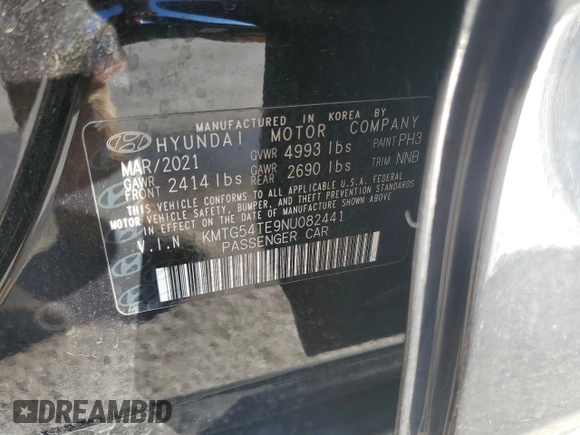 MANUFACTURED IN KOREA BY
HYUNDAI MOTOR COMPANY
MAR/2021 GVWR 4993 lbs PAINT PH3
GAWR FRONT 2414 lbs GAWR REAR 2690 lbs TRIM NNB
THIS VEHICLE CONFORMS TO ALL APPLICABLE U.S.A. FEDERAL
MOTOR VEHICLE SAFETY, BUMPER, AND THEFT PREVENTION STANDARDS
IN EFFECT ON THE DATE OF MANUFACTURE SHOWN ABOVE.
V.I.N KMTG54TE9NU082441
PASSENGER CAR
DREAMBID